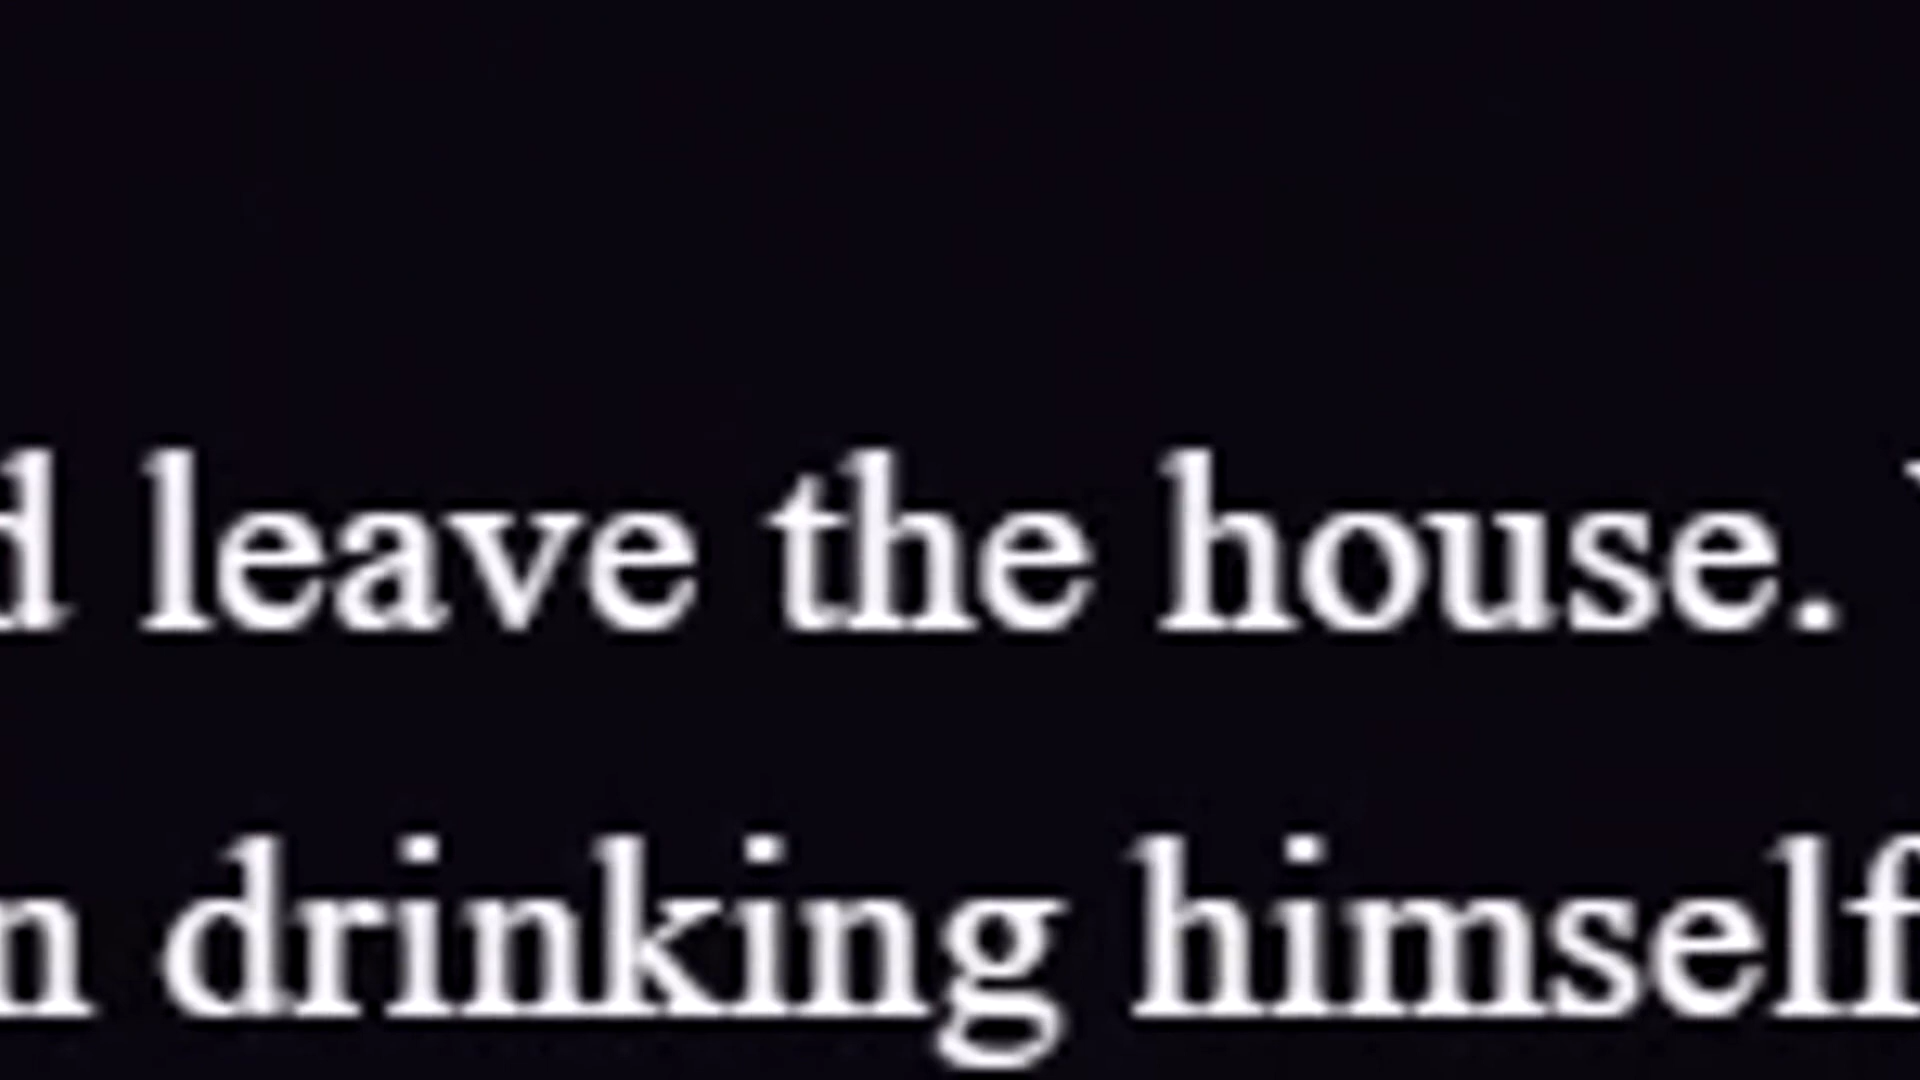 d leave the house.
n drinking himself